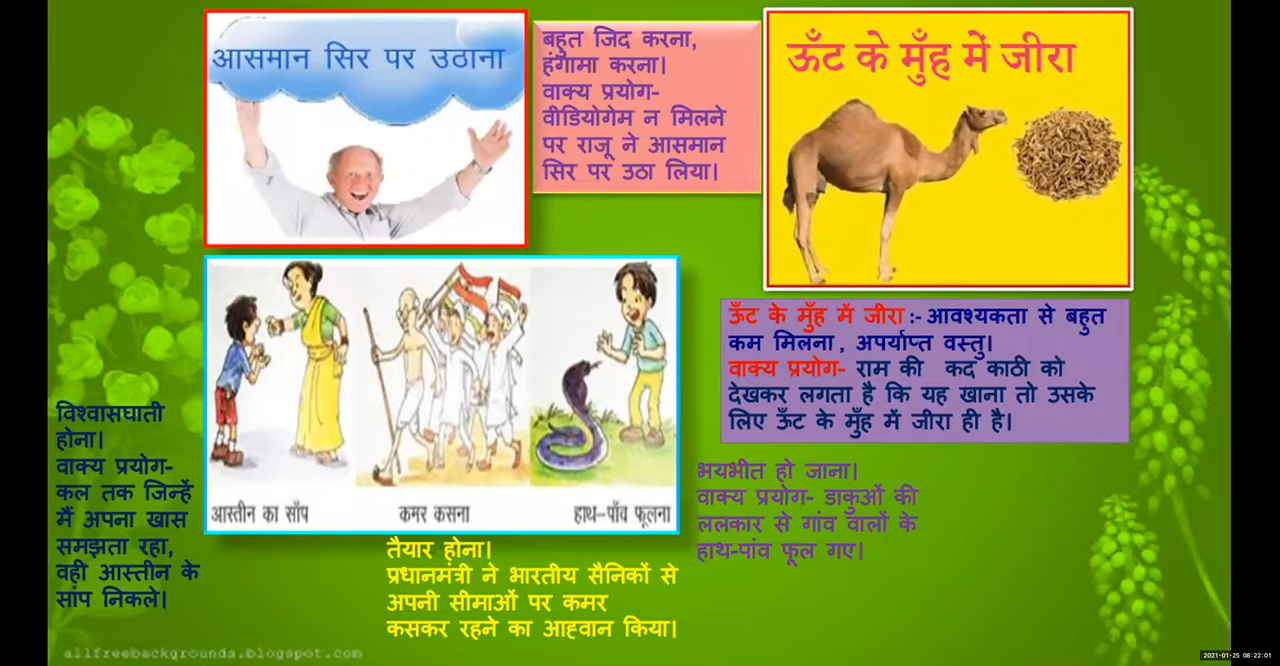 आसमान सिर पर उठाना
बहुत जिद करना,
हंगामा करना।
वाक्य प्रयोग-
वीडियोगेम न मिलने
पर राजू ने आसमान
सिर पर उठा लिया।
ऊँट के मुँह में जीरा
ऊँट के मुँह में जीरा :- आवश्यकता से बहुत
कम मिलना , अपर्याप्त वस्तु।
वाक्य प्रयोग- राम की कद काठी को
देखकर लगता है कि यह खाना तो उसके
लिए ऊँट के मुँह में जीरा ही है।
आस्तीन का साँप
कमर कसना
हाथ-पाँव फूलना
विश्वासघाती
होना।
वाक्य प्रयोग-
कल तक जिन्हें
मैं अपना खास
समझता रहा,
वही आस्तीन के
सांप निकले।
तैयार होना।
प्रधानमंत्री ने भारतीय सैनिकों से
अपनी सीमाओं पर कमर
कसकर रहने का आह्वान किया।
भयभीत हो जाना।
वाक्य प्रयोग- डाकुओं की
ललकार से गांव वालों के
हाथ-पांव फूल गए।
allfreebackgrounds.blogspot.com
2021-01-25 08:22:01